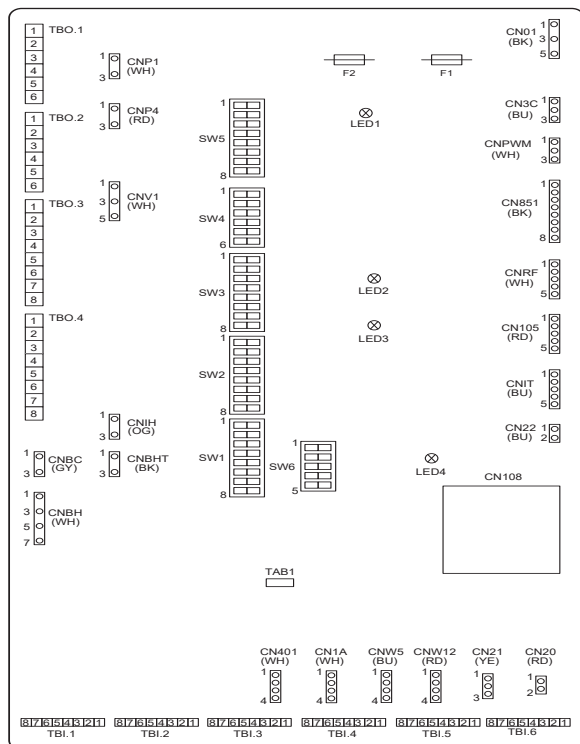 TBO.1
1
2
3
4
5
6
TBO.2
1
2
3
4
5
6
TBO.3
1
2
3
4
5
6
7
8
TBO.4
1
2
3
4
5
6
7
8
CNP1
(WH)
1
3
CNP4
(RD)
1
3
CNV1
(WH)
1
3
5
CNIH
(OG)
1
3
CNBC
(GY)
1
3
CNBHT
(BK)
1
3
CNBH
(WH)
1
3
5
7
SW5
1
8
SW4
1
6
SW3
1
8
SW2
1
8
SW1
1
8
SW6
1
5
F2
F1
LED1
LED2
LED3
LED4
CN01
(BK)
1
3
5
CN3C
(BU)
1
3
CNPWM
(WH)
1
3
CN851
(BK)
1
8
CNRF
(WH)
1
5
CN105
(RD)
1
5
CNIT
(BU)
1
5
CN22
(BU)
1
2
CN108
TAB1
CN401
(WH)
1
4
CN1A
(WH)
1
4
CNW5
(BU)
1
4
CNW12
(RD)
1
4
CN21
(YE)
1
3
CN20
(RD)
1
2
8 7 6 5 4 3 2 1
TBI.1
8 7 6 5 4 3 2 1
TBI.2
8 7 6 5 4 3 2 1
TBI.3
8 7 6 5 4 3 2 1
TBI.4
8 7 6 5 4 3 2 1
TBI.5
8 7 6 5 4 3 2 1
TBI.6